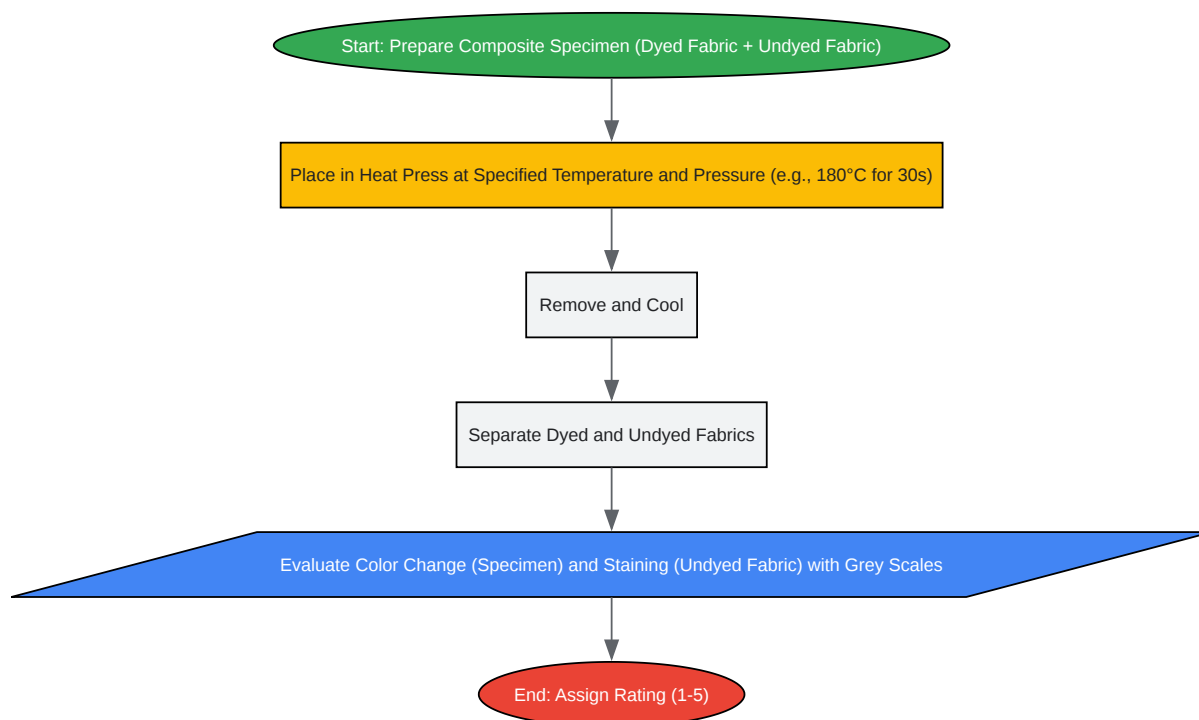 Start: Prepare Composite Specimen (Dyed Fabric + Undyed Fabric)
Place in Heat Press at Specified Temperature and Pressure (e.g., 180°C for 30s)
Remove and Cool
Separate Dyed and Undyed Fabrics
Evaluate Color Change (Specimen) and Staining (Undyed Fabric) with Grey Scales
End: Assign Rating (1-5)